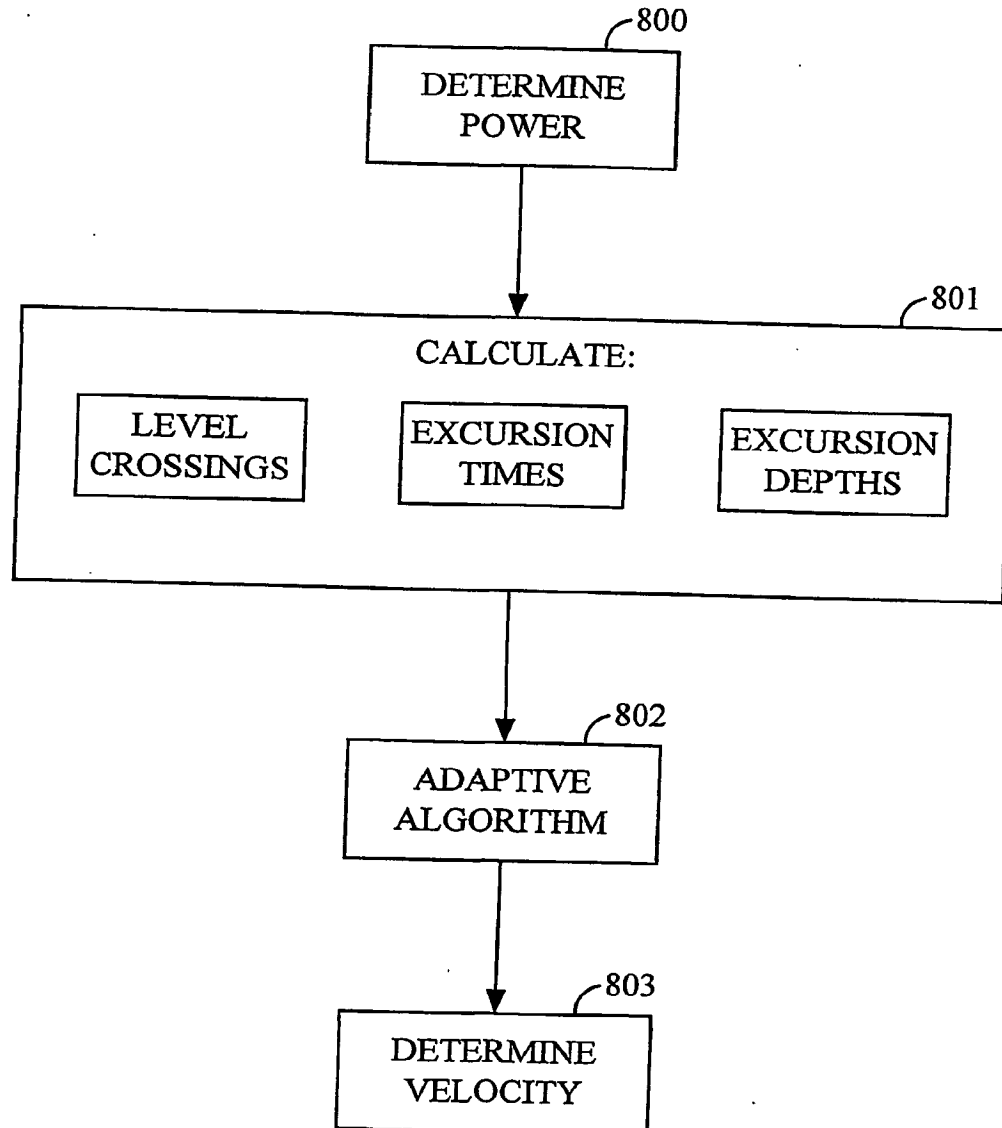 800
DETERMINE
POWER
801
CALCULATE:
LEVEL
CROSSINGS
EXCURSION
TIMES
EXCURSION
DEPTHS
802
ADAPTIVE
ALGORITHM
803
DETERMINE
VELOCITY